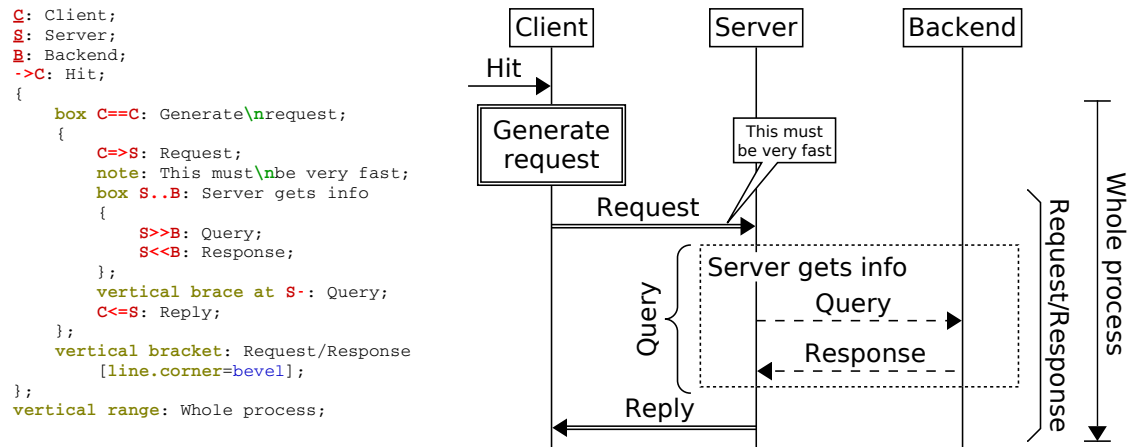 C: Client;
S: Server;
B: Backend;
->C: Hit;
{
    box C==C: Generate\nrequest;
    {
        C=>S: Request;
        note: This must\nbe very fast;
        box S..B: Server gets info
        {
            S>>B: Query;
            S<<B: Response;
        };
        vertical brace at S-: Query;
        C<=S: Reply;
    };
    vertical bracket: Request/Response
        [line.corner=bevel];
};
vertical range: Whole process;
Client
Server
Backend
Hit
Generate
request
This must
be very fast
Request
Server gets info
Query
Query
Response
Reply
Request/Response
Whole process